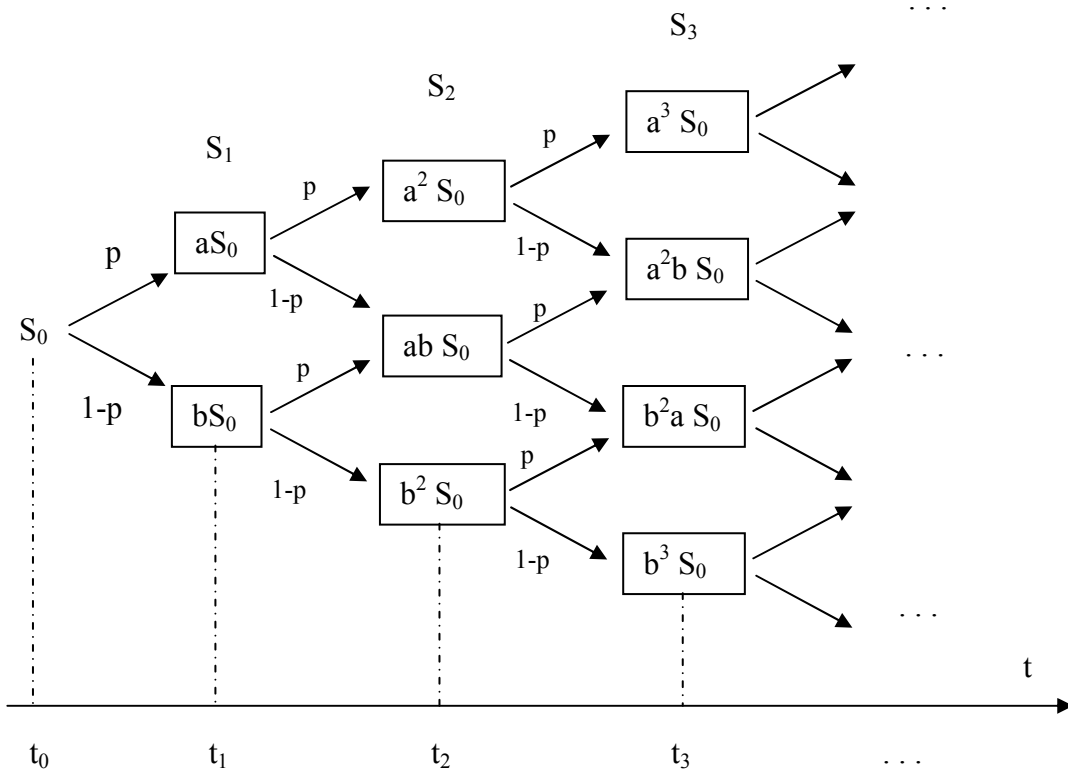 . . .
S₃
S₂
a³ S₀
p
S₁
p
a² S₀
p
aS₀
1-p
a²b S₀
1-p
p
S₀
ab S₀
. . .
p
1-p
bS₀
1-p
b²a S₀
p
1-p
b² S₀
1-p
b³ S₀
. . .
t
t₀ t₁ t₂ t₃ . . .